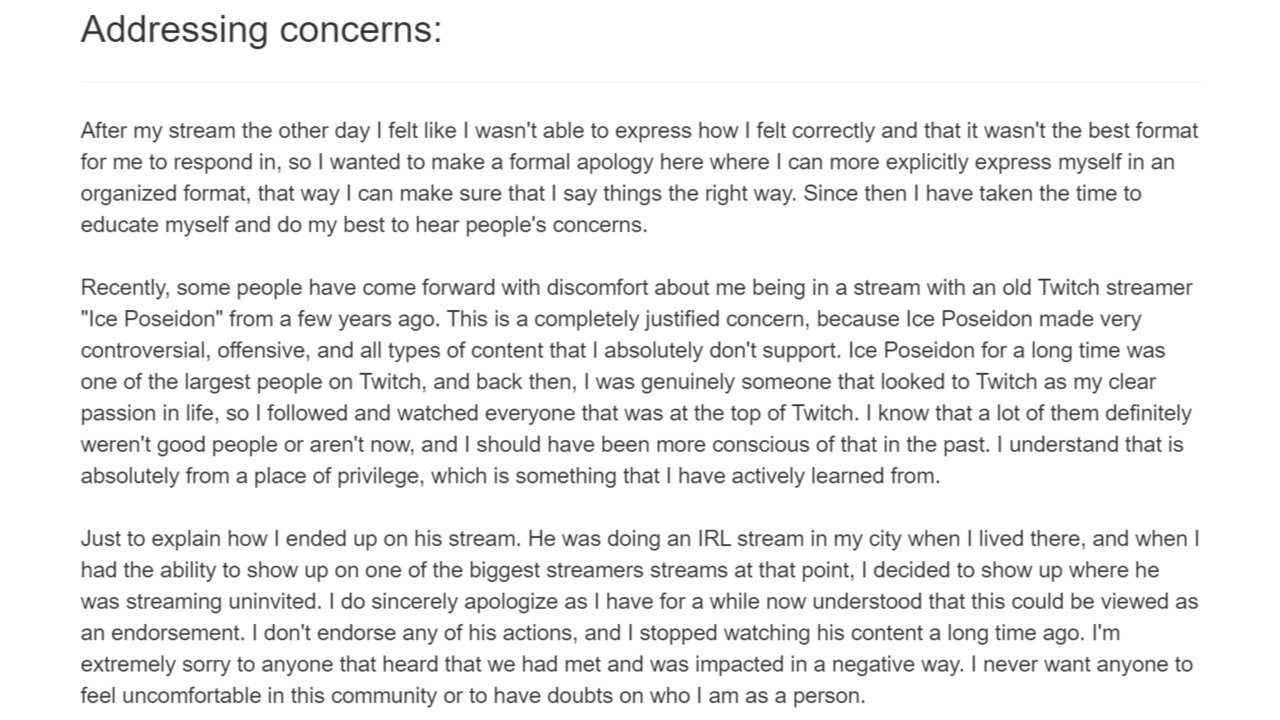 Addressing concerns:
After my stream the other day I felt like I wasn't able to express how I felt correctly and that it wasn't the best format
for me to respond in, so I wanted to make a formal apology here where I can more explicitly express myself in an
organized format, that way I can make sure that I say things the right way. Since then I have taken the time to
educate myself and do my best to hear people's concerns.
Recently, some people have come forward with discomfort about me being in a stream with an old Twitch streamer
"Ice Poseidon" from a few years ago. This is a completely justified concern, because Ice Poseidon made very
controversial, offensive, and all types of content that I absolutely don't support. Ice Poseidon for a long time was
one of the largest people on Twitch, and back then, I was genuinely someone that looked to Twitch as my clear
passion in life, so I followed and watched everyone that was at the top of Twitch. I know that a lot of them definitely
weren't good people or aren't now, and I should have been more conscious of that in the past. I understand that is
absolutely from a place of privilege, which is something that I have actively learned from.
Just to explain how I ended up on his stream. He was doing an IRL stream in my city when I lived there, and when I
had the ability to show up on one of the biggest streamers streams at that point, I decided to show up where he
was streaming uninvited. I do sincerely apologize as I have for a while now understood that this could be viewed as
an endorsement. I don't endorse any of his actions, and I stopped watching his content a long time ago. I'm
extremely sorry to anyone that heard that we had met and was impacted in a negative way. I never want anyone to
feel uncomfortable in this community or to have doubts on who I am as a person.